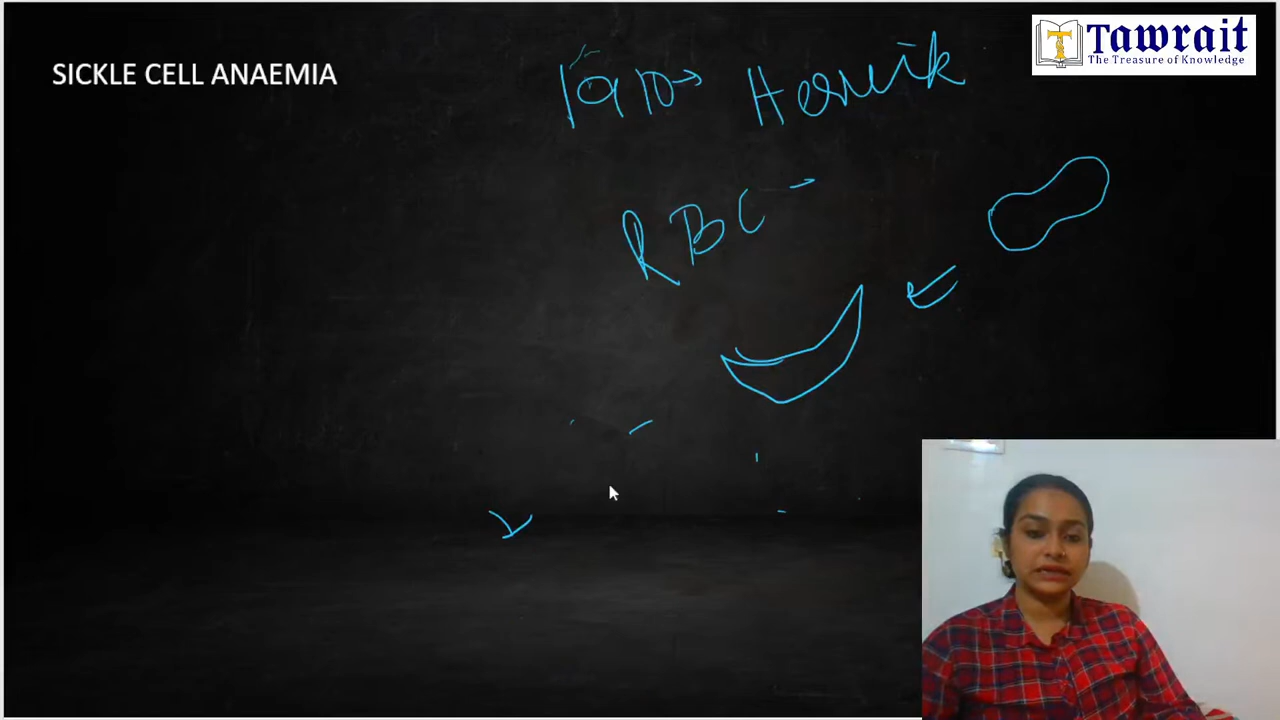 Tawrait
The Treasure of Knowledge
SICKLE CELL ANAEMIA
1910→ Herrik
RBC -